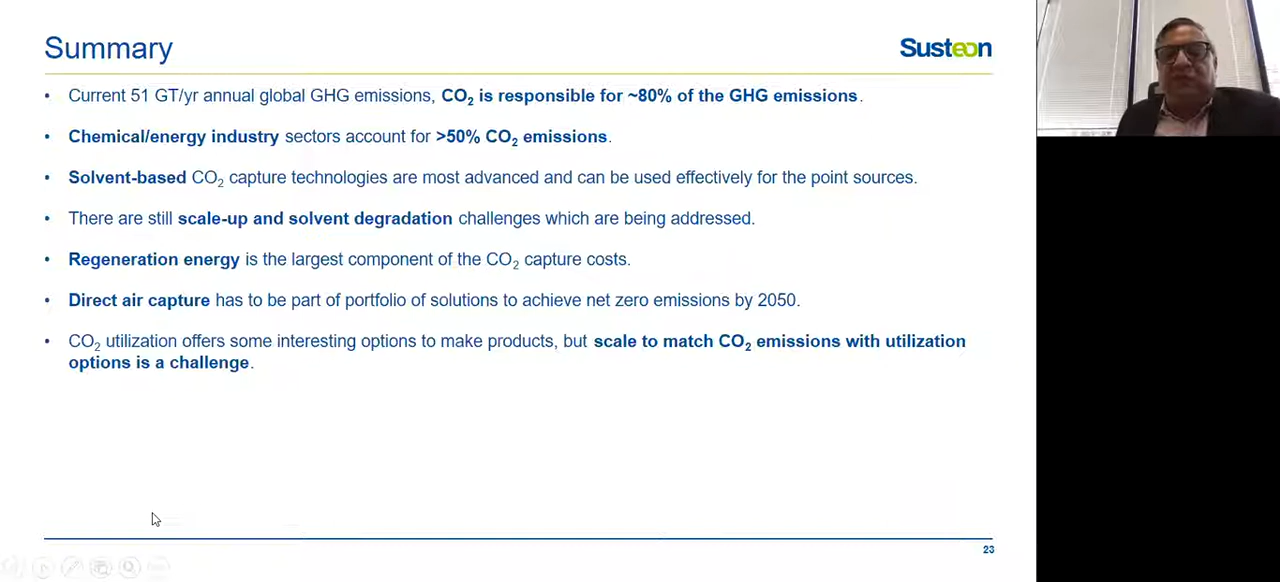 Summary
Susteon
• Current 51 GT/yr annual global GHG emissions, CO₂ is responsible for ~80% of the GHG emissions.
• Chemical/energy industry sectors account for >50% CO₂ emissions.
• Solvent-based CO₂ capture technologies are most advanced and can be used effectively for the point sources.
• There are still scale-up and solvent degradation challenges which are being addressed.
• Regeneration energy is the largest component of the CO₂ capture costs.
• Direct air capture has to be part of portfolio of solutions to achieve net zero emissions by 2050.
• CO₂ utilization offers some interesting options to make products, but scale to match CO₂ emissions with utilization
options is a challenge.
23